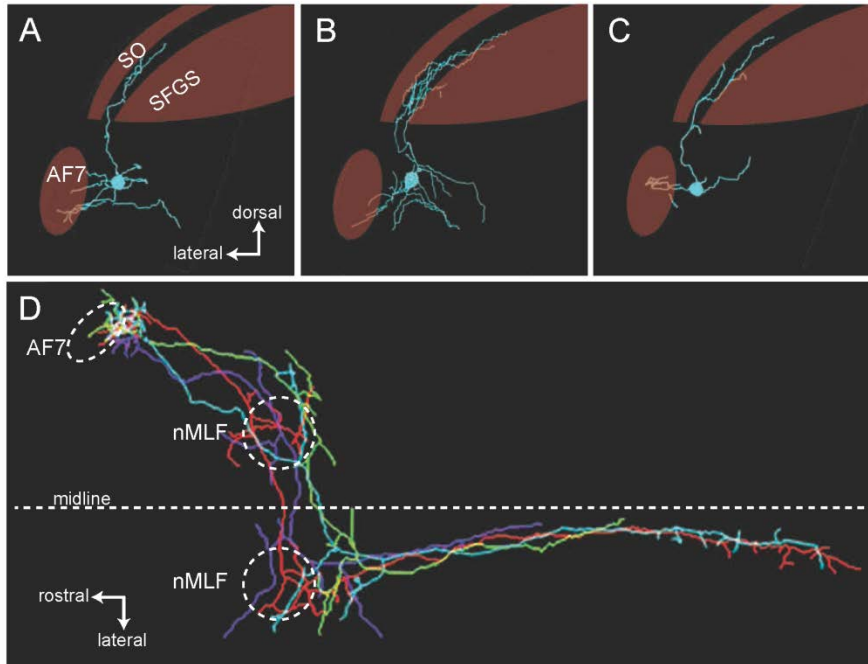 A
SO
SFGS
AF7
dorsal
lateral
B
C
D
AF7
nMLF
midline
nMLF
rostral
lateral